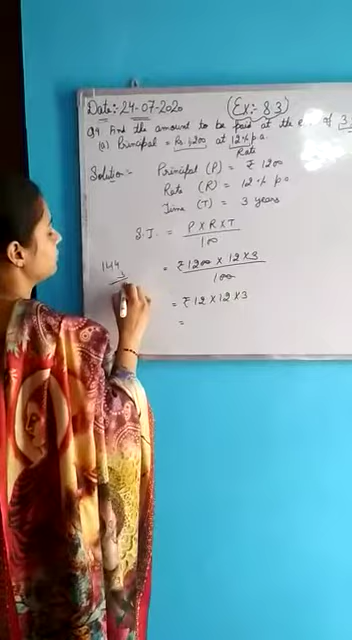 Date:- 24-07-2020 (Ex:- 8.3)
Q4 Find the amount to be paid at the end of 3
(a) Principal = Rs. 1200 at 12% p.a.
Rate
Solution:- Principal (P) = ₹ 1200
Rate (R) = 12 % p.a
Time (T) = 3 years
S.I. = P X R X T
100
= ₹ 1200 X 12 X 3
100
144
3
= ₹ 12 X 12 X 3
=